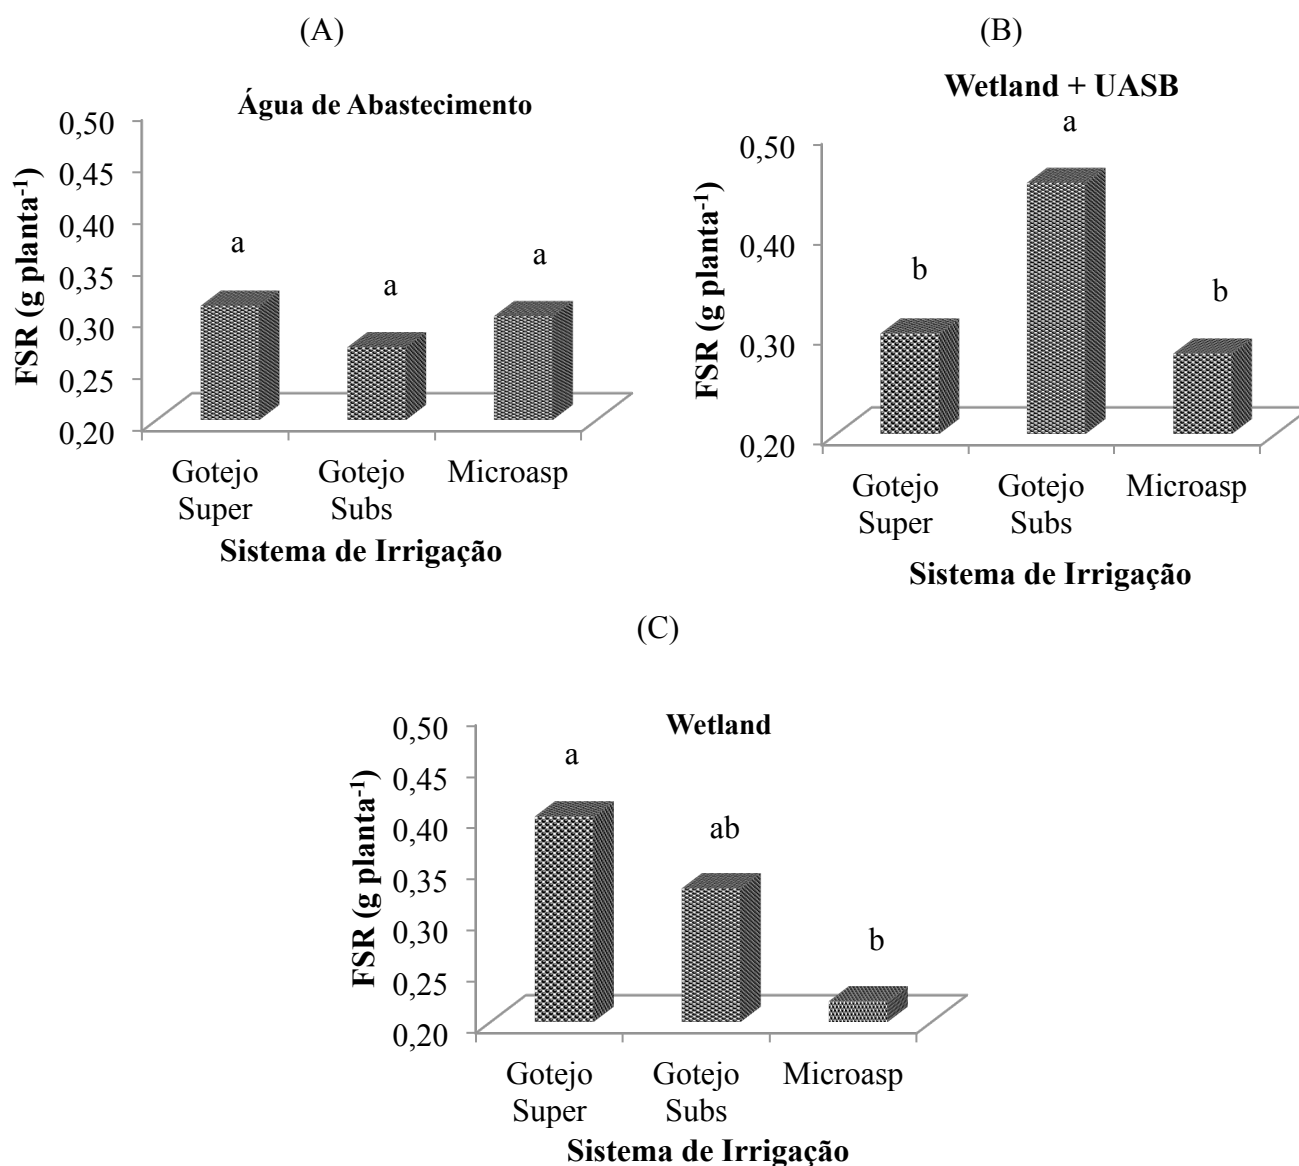 (A)
Água de Abastecimento
FSR (g planta⁻¹)
0,50
0,45
0,40
0,35
0,30
0,25
0,20
a
a
a
Gotejo
Super
Gotejo
Subs
Microasp
Sistema de Irrigação
(B)
Wetland + UASB
FSR (g planta⁻¹)
0,50
0,40
0,30
0,20
b
a
b
Gotejo
Super
Gotejo
Subs
Microasp
Sistema de Irrigação
(C)
Wetland
FSR (g planta⁻¹)
0,50
0,45
0,40
0,35
0,30
0,25
0,20
a
ab
b
Gotejo
Super
Gotejo
Subs
Microasp
Sistema de Irrigação